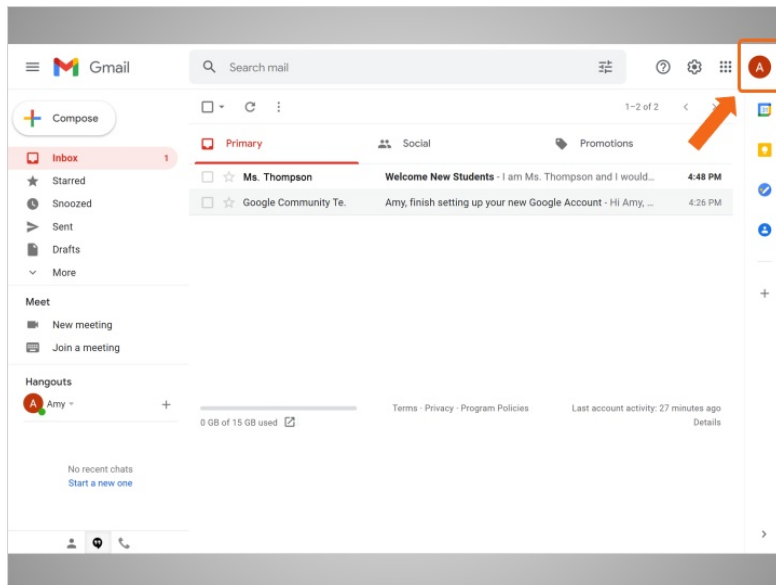 Gmail
Search mail
A
Compose
1–2 of 2
Primary
Social
Promotions
Inbox 1
Starred
Snoozed
Sent
Drafts
More
Ms. Thompson Welcome New Students - I am Ms. Thompson and I would... 4:48 PM
Google Community Te. Amy, finish setting up your new Google Account - Hi Amy, ... 4:26 PM
Meet
New meeting
Join a meeting
Hangouts
A Amy
No recent chats
Start a new one
0 GB of 15 GB used
Terms · Privacy · Program Policies
Last account activity: 27 minutes ago
Details